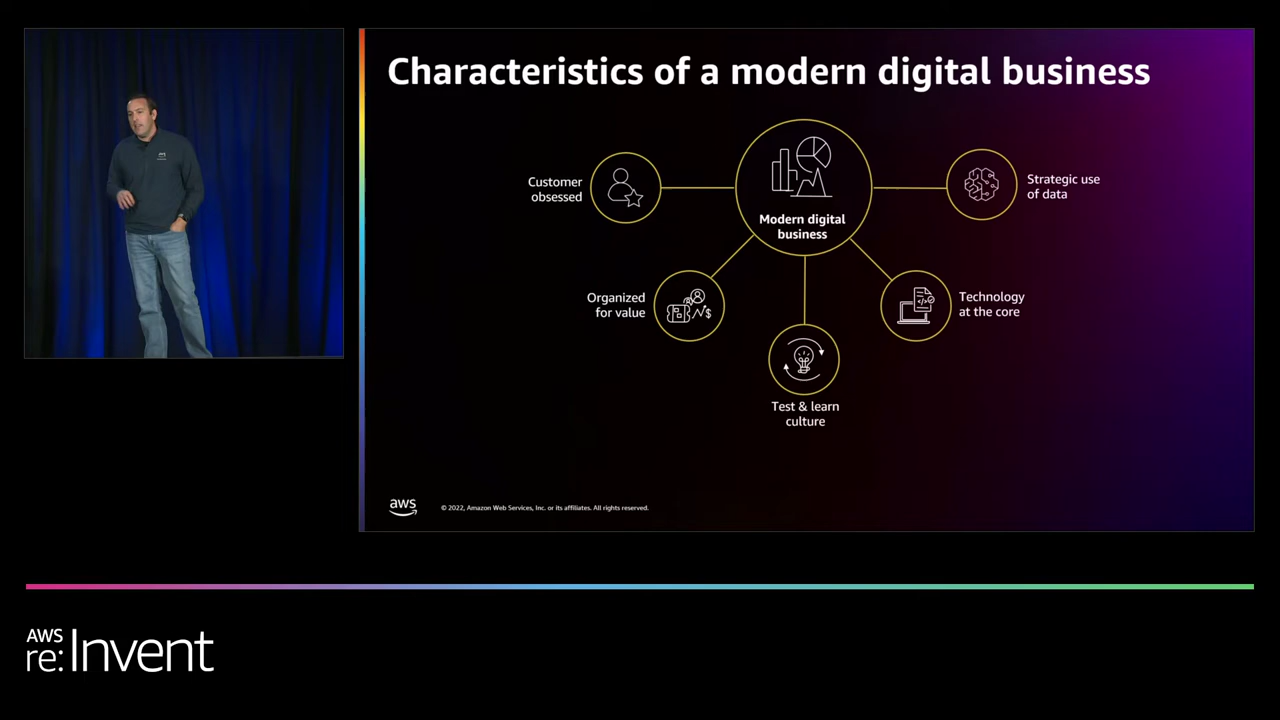 Characteristics of a modern digital business
Customer
obsessed
Modern digital
business
Strategic use
of data
Organized
for value
$
Technology
at the core
</>
Test & learn
culture
aws
© 2022, Amazon Web Services, Inc. or its affiliates. All rights reserved.
AWS
re:Invent